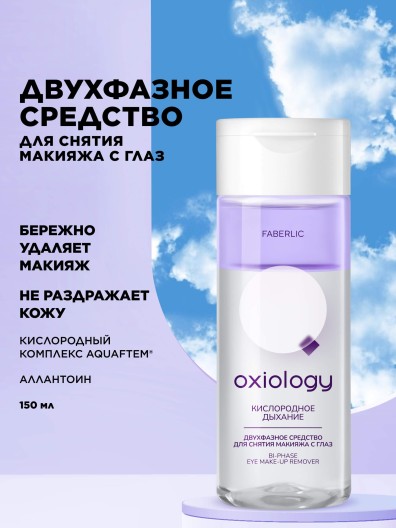 ДВУХФАЗНОЕ
СРЕДСТВО
ДЛЯ СНЯТИЯ
МАКИЯЖА С ГЛАЗ
БЕРЕЖНО
УДАЛЯЕТ
МАКИЯЖ
НЕ РАЗДРАЖАЕТ
КОЖУ
КИСЛОРОДНЫЙ
КОМПЛЕКС AQUAFTEM®
АЛЛАНТОИН
150 МЛ
FABERLIC
oxiology
КИСЛОРОДНОЕ
ДЫХАНИЕ
ДВУХФАЗНОЕ СРЕДСТВО
ДЛЯ СНЯТИЯ МАКИЯЖА С ГЛАЗ
BI-PHASE
EYE MAKE-UP REMOVER